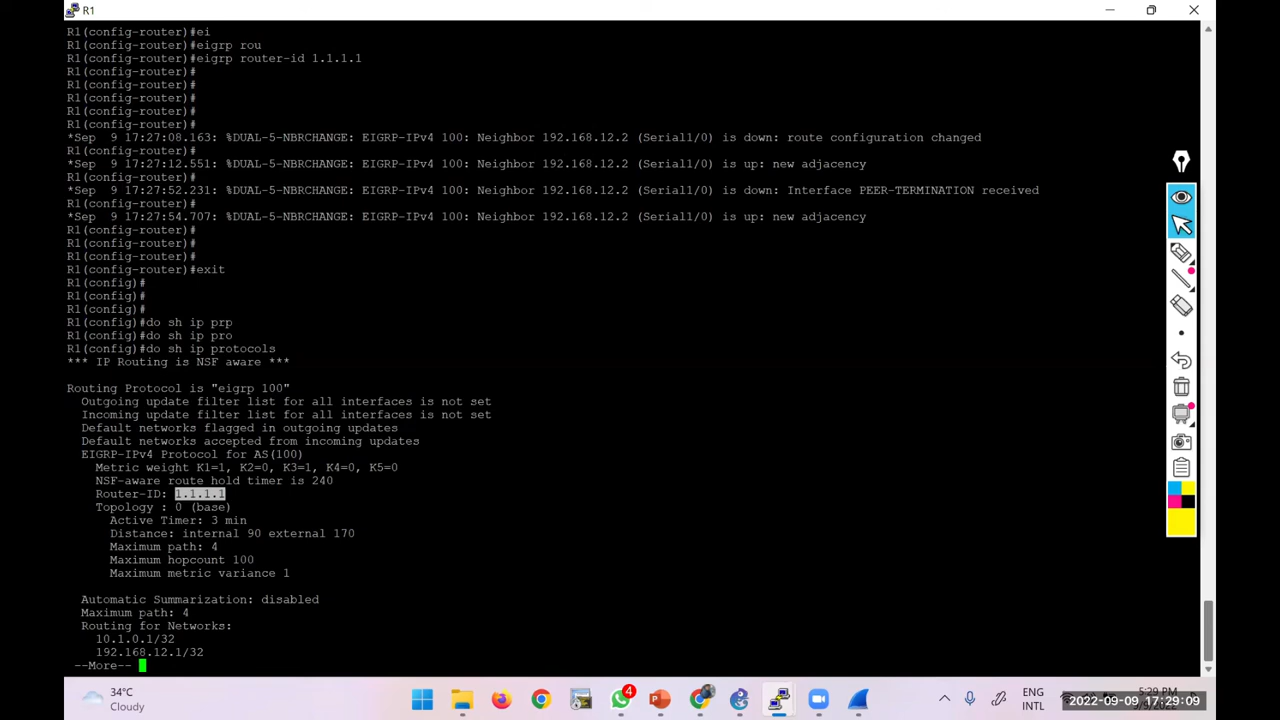 R1
R1(config-router)#ei
R1(config-router)#eigrp rou
R1(config-router)#eigrp router-id 1.1.1.1
R1(config-router)#
R1(config-router)#
R1(config-router)#
R1(config-router)#
R1(config-router)#
*Sep  9 17:27:08.163: %DUAL-5-NBRCHANGE: EIGRP-IPv4 100: Neighbor 192.168.12.2 (Serial1/0) is down: route configuration changed
R1(config-router)#
*Sep  9 17:27:12.551: %DUAL-5-NBRCHANGE: EIGRP-IPv4 100: Neighbor 192.168.12.2 (Serial1/0) is up: new adjacency
R1(config-router)#
*Sep  9 17:27:52.231: %DUAL-5-NBRCHANGE: EIGRP-IPv4 100: Neighbor 192.168.12.2 (Serial1/0) is down: Interface PEER-TERMINATION received
R1(config-router)#
*Sep  9 17:27:54.707: %DUAL-5-NBRCHANGE: EIGRP-IPv4 100: Neighbor 192.168.12.2 (Serial1/0) is up: new adjacency
R1(config-router)#
R1(config-router)#
R1(config-router)#
R1(config-router)#exit
R1(config)#
R1(config)#
R1(config)#
R1(config)#do sh ip prp
R1(config)#do sh ip pro
R1(config)#do sh ip protocols
*** IP Routing is NSF aware ***
Routing Protocol is "eigrp 100"
Outgoing update filter list for all interfaces is not set
Incoming update filter list for all interfaces is not set
Default networks flagged in outgoing updates
Default networks accepted from incoming updates
EIGRP-IPv4 Protocol for AS(100)
Metric weight K1=1, K2=0, K3=1, K4=0, K5=0
NSF-aware route hold timer is 240
Router-ID: 1.1.1.1
Topology : 0 (base)
Active Timer: 3 min
Distance: internal 90 external 170
Maximum path: 4
Maximum hopcount 100
Maximum metric variance 1
Automatic Summarization: disabled
Maximum path: 4
Routing for Networks:
10.1.0.1/32
192.168.12.1/32
--More--
34°C
Cloudy
4
ENG
INTL
5:29 PM
2022-09-09 17:29:09